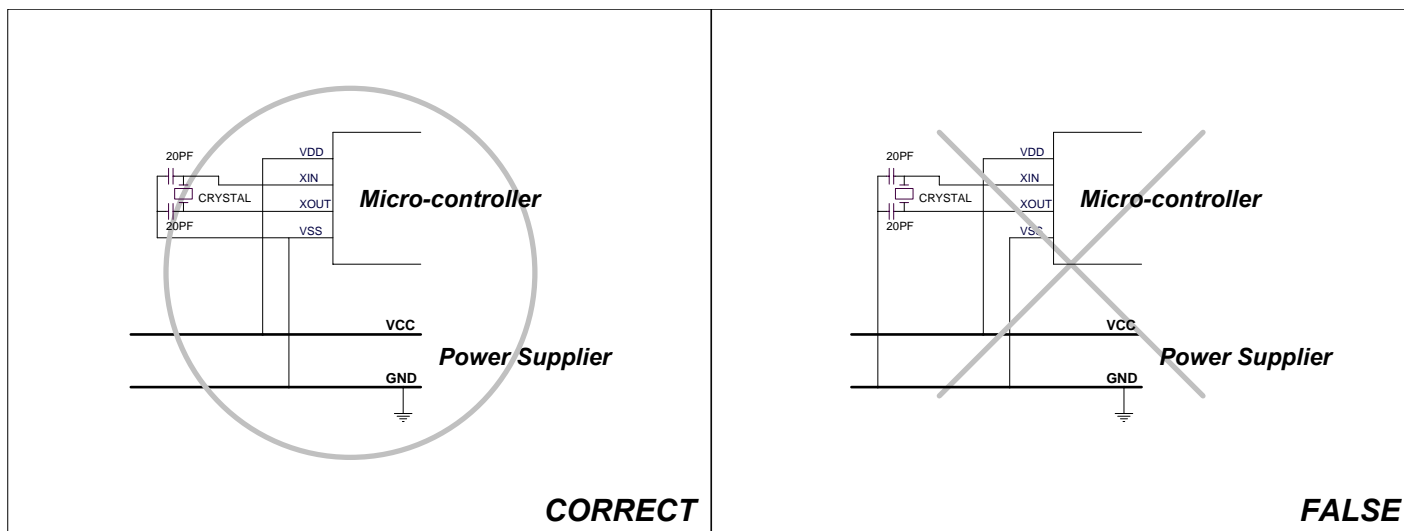 20PF
VDD
XIN
CRYSTAL
XOUT
Micro-controller
20PF
VSS
VCC
Power Supplier
GND
CORRECT
20PF
VDD
XIN
CRYSTAL
XOUT
Micro-controller
20PF
VSS
VCC
Power Supplier
GND
FALSE